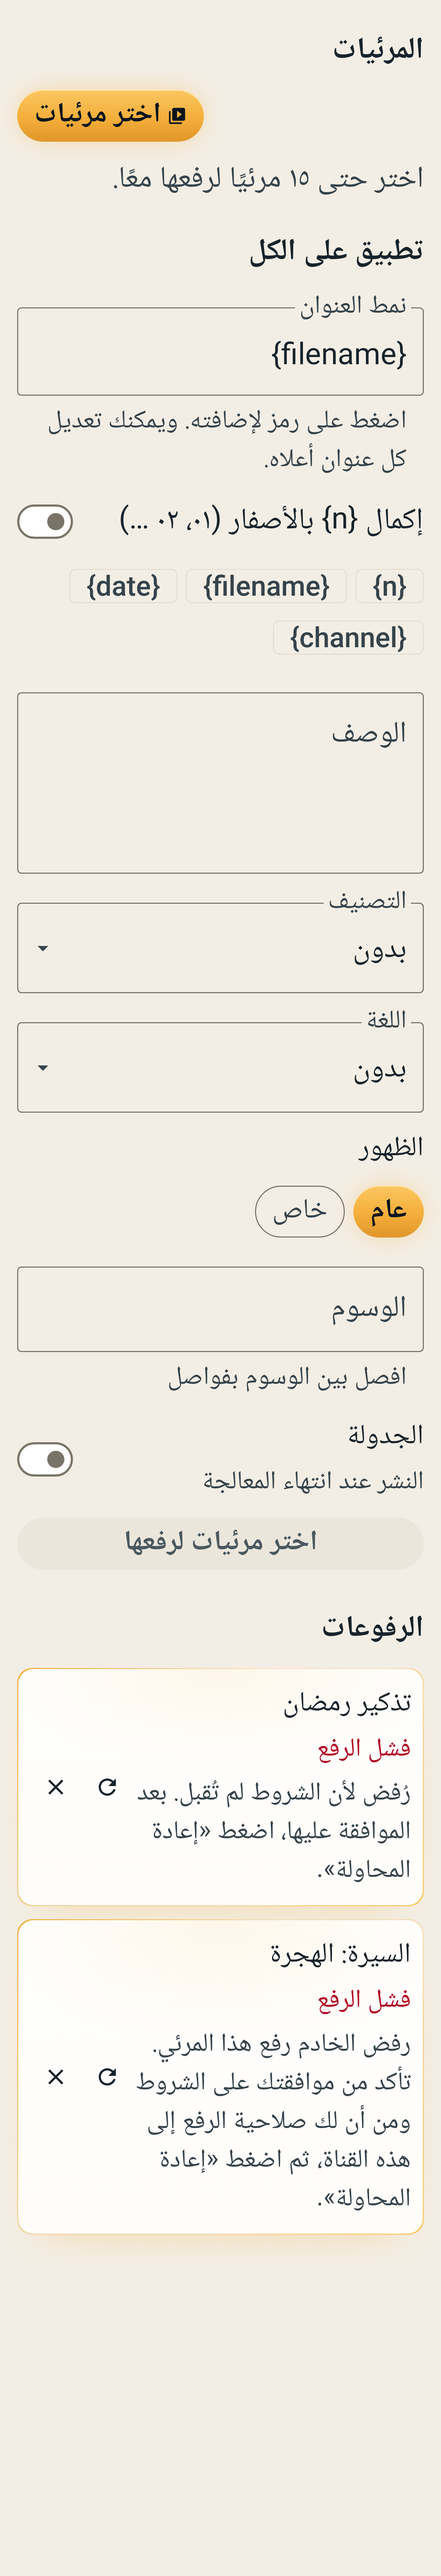 المرئيات
اختر مرئيات
اختر حتى ١٥ مرئيًا لرفعها معًا.
تطبيق على الكل
نمط العنوان
{filename}
اضغط على رمز لإضافته. ويمكنك تعديل
كل عنوان أعلاه.
إكمال {n} بالأصفار (٠١، ٠٢ ...)
{n} {filename} {date}
{channel}
الوصف
التصنيف
بدون
اللغة
بدون
الظهور
عام خاص
الوسوم
افصل بين الوسوم بفواصل
الجدولة
النشر عند انتهاء المعالجة
اختر مرئيات لرفعها
الرفوعات
تذكير رمضان
فشل الرفع
رُفض لأن الشروط لم تُقبل. بعد
الموافقة عليها، اضغط «إعادة
المحاولة».
السيرة: الهجرة
فشل الرفع
رفض الخادم رفع هذا المرئي.
تأكد من موافقتك على الشروط
ومن أن لك صلاحية الرفع إلى
هذه القناة، ثم اضغط «إعادة
المحاولة».